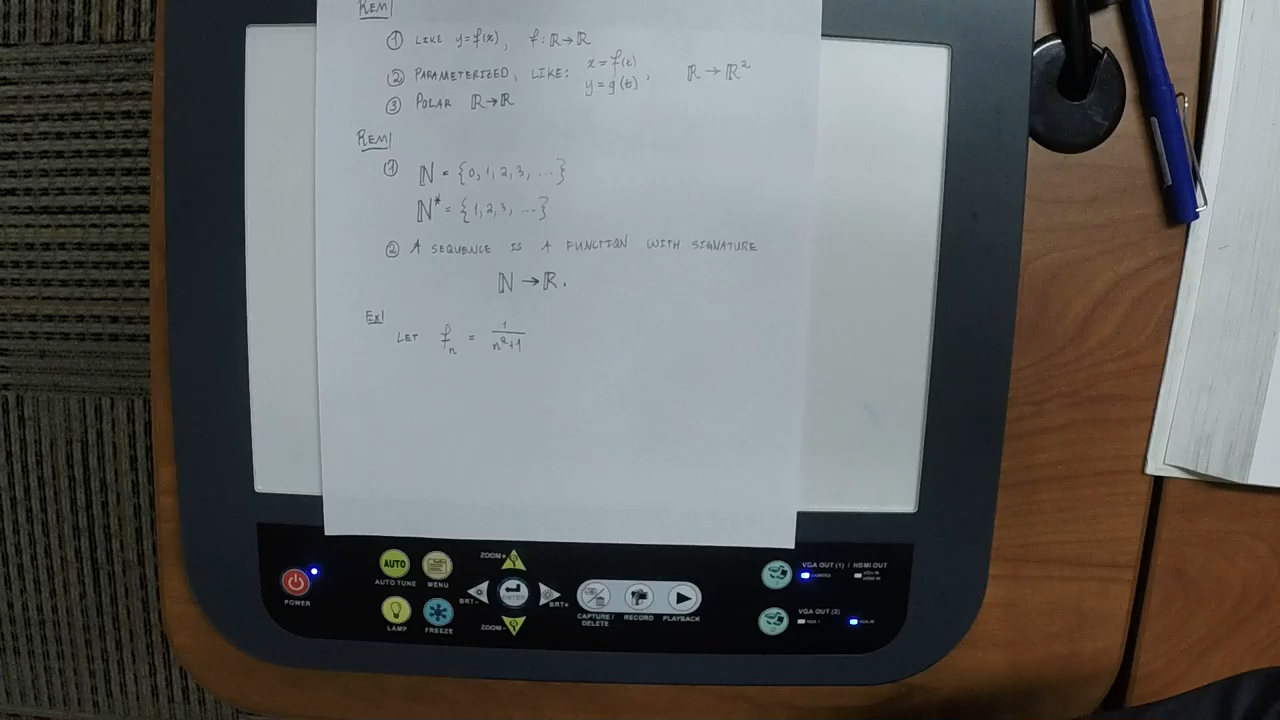 REM
① LIKE y=f(x), f:ℝ→ℝ
② PARAMETERIZED, LIKE: x=f(t) y=g(t), ℝ→ℝ²
③ POLAR ℝ→ℝ
REM
① ℕ = {0, 1, 2, 3, ...}
ℕ* = {1, 2, 3, ...}
② A SEQUENCE IS A FUNCTION WITH SIGNATURE
ℕ→ℝ.
EX
LET fₙ = 1/(n²+1)
ZOOM+
AUTO
AUTO TUNE
MENU
POWER
BRT-
ENTER
BRT+
LAMP
FREEZE
ZOOM-
CAPTURE/
DELETE
RECORD
PLAYBACK
VGA OUT (1) / HDMI OUT
CAMERA
VGA OUT (2)